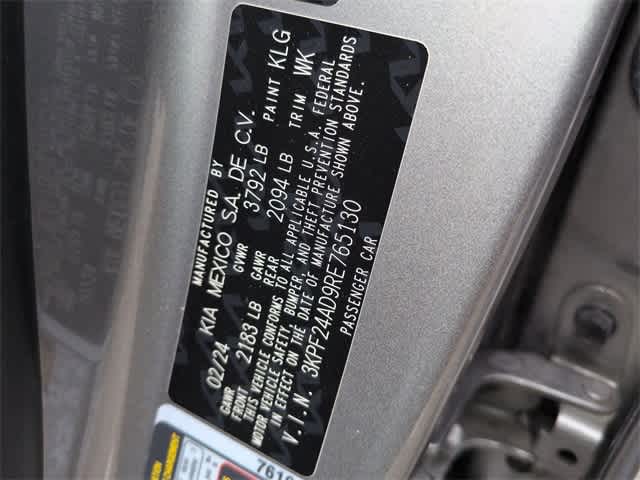 MANUFACTURED BY
02/24 KIA MEXICO S.A. DE C.V.
GVWR 3792 LB PAINT KLG
GAWR FRONT 2183 LB GAWR REAR 2094 LB TRIM WK
THIS VEHICLE CONFORMS TO ALL APPLICABLE U.S.A. FEDERAL
MOTOR VEHICLE SAFETY, BUMPER AND THEFT PREVENTION STANDARDS
IN EFFECT ON THE DATE OF MANUFACTURE SHOWN ABOVE.
V.I.N. 3KPF24AD9RE765130
PASSENGER CAR